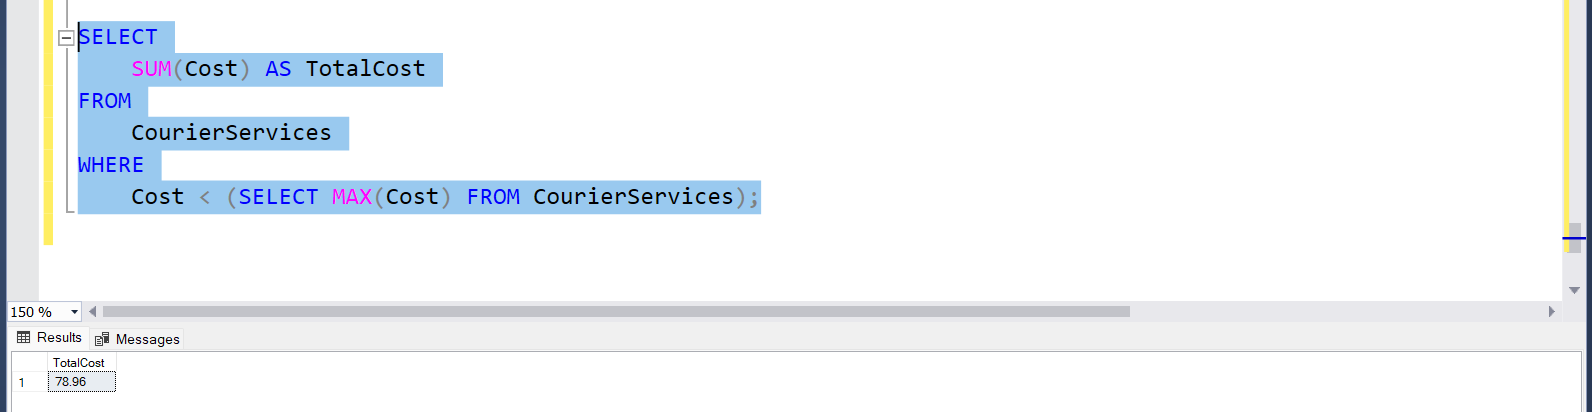 SELECT
SUM(Cost) AS TotalCost
FROM
CourierServices
WHERE
Cost < (SELECT MAX(Cost) FROM CourierServices);
150 %
Results Messages
TotalCost
1 78.96